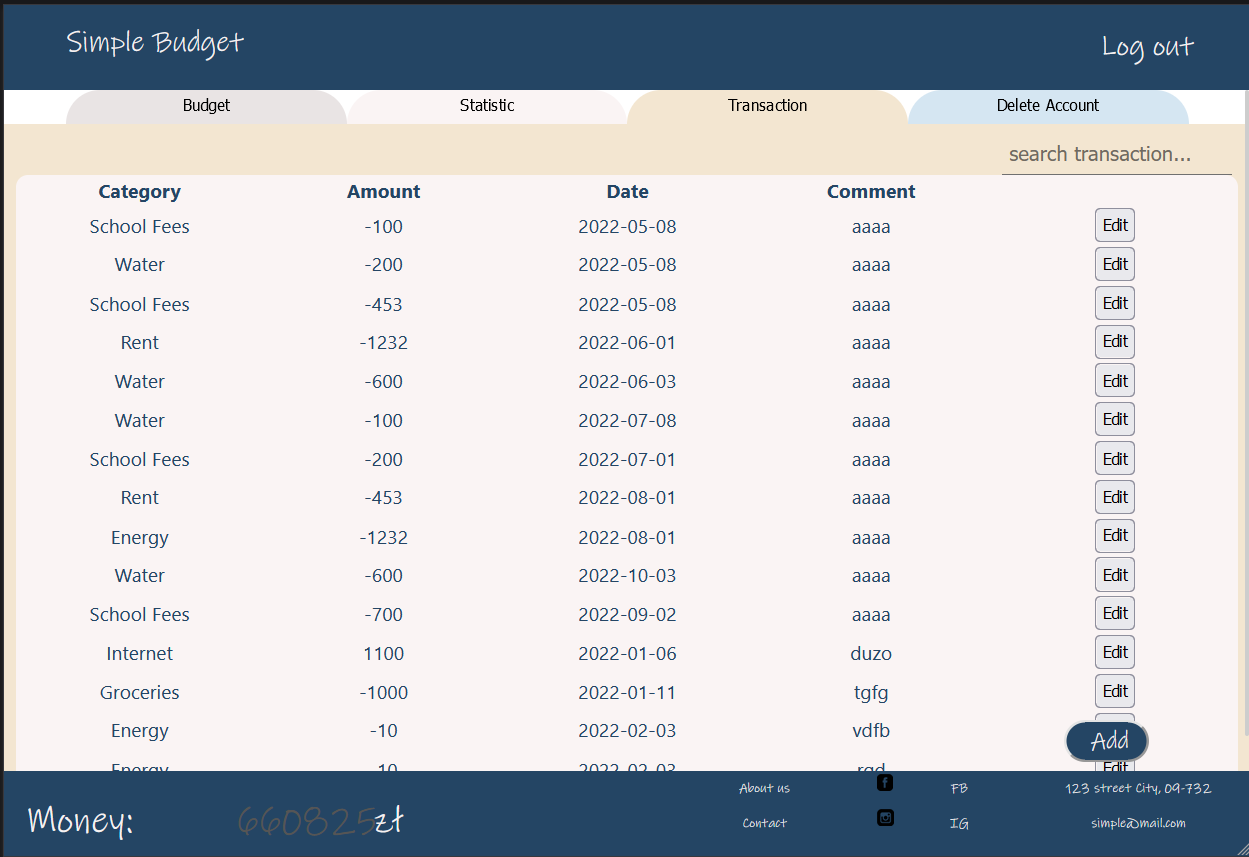 Simple Budget Log out
Budget Statistic Transaction Delete Account
search transaction...
Category Amount Date Comment
School Fees -100 2022-05-08 aaaa Edit
Water -200 2022-05-08 aaaa Edit
School Fees -453 2022-05-08 aaaa Edit
Rent -1232 2022-06-01 aaaa Edit
Water -600 2022-06-03 aaaa Edit
Water -100 2022-07-08 aaaa Edit
School Fees -200 2022-07-01 aaaa Edit
Rent -453 2022-08-01 aaaa Edit
Energy -1232 2022-08-01 aaaa Edit
Water -600 2022-10-03 aaaa Edit
School Fees -700 2022-09-02 aaaa Edit
Internet 1100 2022-01-06 duzo Edit
Groceries -1000 2022-01-11 tgfg Edit
Energy -10 2022-02-03 vdfb
Add
Energy -10 2022-02-03 Edit
About us FB 123 street City, 09-732
Money: 660825zł
Contact IG simple@mail.com